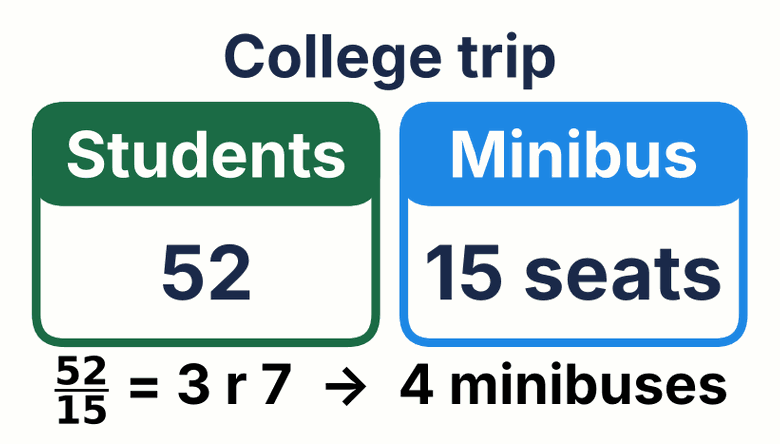 College trip
Students
Minibus
52
15 seats
52/15 = 3 r 7 → 4 minibuses